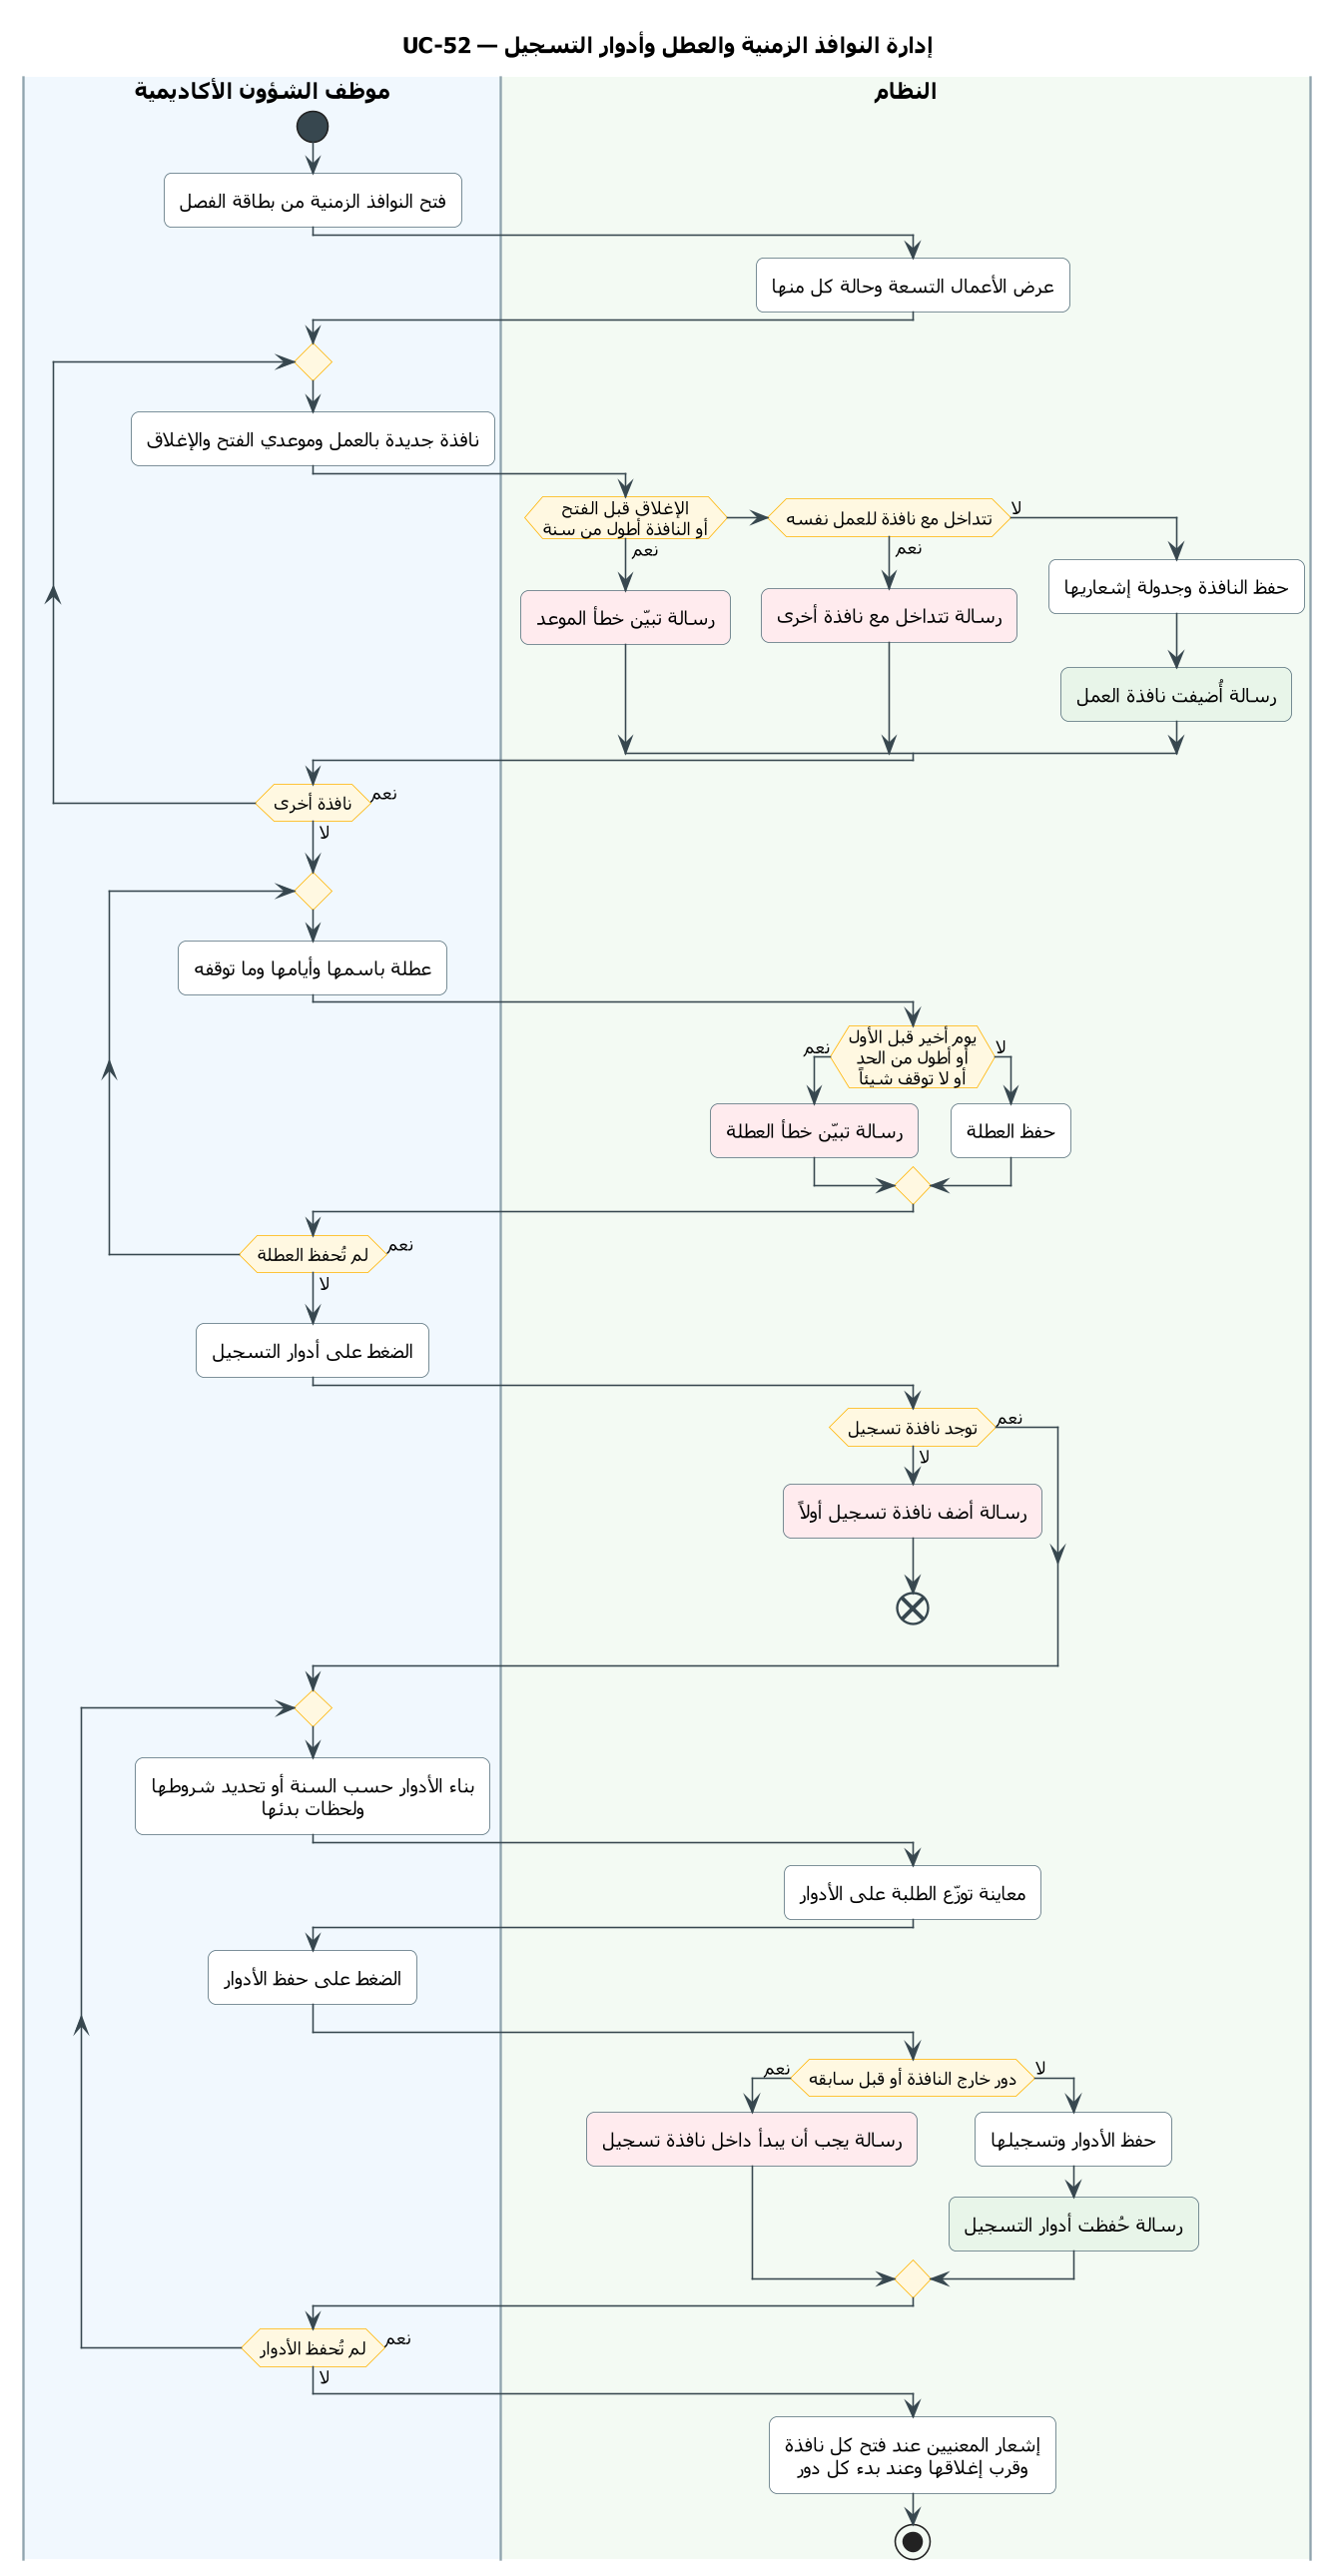 إدارة النوافذ الزمنية والعطل وأدوار التسجيل — UC-52
موظف الشؤون الأكاديمية
النظام
فتح النوافذ الزمنية من بطاقة الفصل
عرض الأعمال التسعة وحالة كل منها
نافذة جديدة بالعمل وموعدي الفتح والإغلاق
الإغلاق قبل الفتح
أو النافذة أطول من سنة
نعم
تتداخل مع نافذة للعمل نفسه
نعم
لا
رسالة تبيّن خطأ الموعد
رسالة تتداخل مع نافذة أخرى
حفظ النافذة وجدولة إشعاريها
رسالة أُضيفت نافذة العمل
نافذة أخرى
نعم
لا
عطلة باسمها وأيامها وما توقفه
يوم أخير قبل الأول
أو أطول من الحد
أو لا توقف شيئاً
نعم
لا
رسالة تبيّن خطأ العطلة
حفظ العطلة
لم تُحفظ العطلة
نعم
لا
الضغط على أدوار التسجيل
توجد نافذة تسجيل
نعم
لا
رسالة أضف نافذة تسجيل أولاً
بناء الأدوار حسب السنة أو تحديد شروطها
ولحظات بدئها
معاينة توزّع الطلبة على الأدوار
الضغط على حفظ الأدوار
دور خارج النافذة أو قبل سابقه
نعم
لا
رسالة يجب أن يبدأ داخل نافذة تسجيل
حفظ الأدوار وتسجيلها
رسالة حُفظت أدوار التسجيل
لم تُحفظ الأدوار
نعم
لا
إشعار المعنيين عند فتح كل نافذة
وقرب إغلاقها وعند بدء كل دور